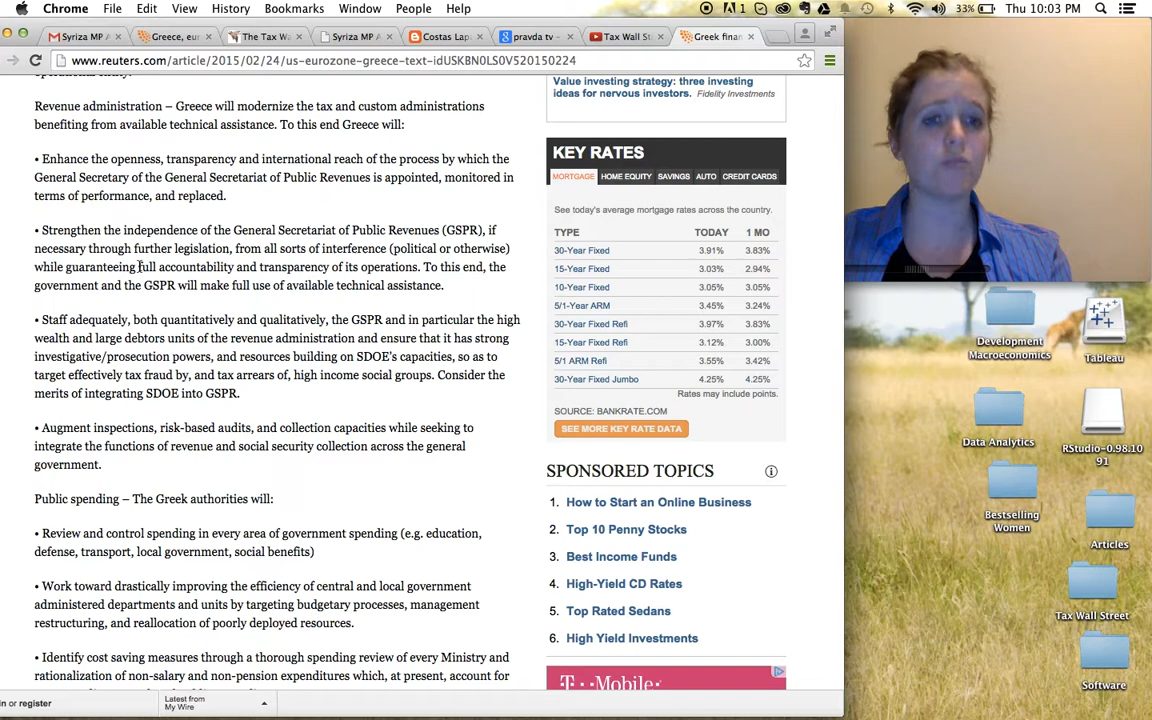 Chrome File Edit View History Bookmarks Window People Help
1 33% Thu 10:03 PM
Syriza MP A Greece, eur The Tax Wa Syriza MP A Costas Lap pravda tv - Tax Wall St Greek finan
www.reuters.com/article/2015/02/24/us-eurozone-greece-text-idUSKBN0LS0V520150224
operational entity.
Revenue administration – Greece will modernize the tax and custom administrations
benefiting from available technical assistance. To this end Greece will:
• Enhance the openness, transparency and international reach of the process by which the
General Secretary of the General Secretariat of Public Revenues is appointed, monitored in
terms of performance, and replaced.
• Strengthen the independence of the General Secretariat of Public Revenues (GSPR), if
necessary through further legislation, from all sorts of interference (political or otherwise)
while guaranteeing full accountability and transparency of its operations. To this end, the
government and the GSPR will make full use of available technical assistance.
• Staff adequately, both quantitatively and qualitatively, the GSPR and in particular the high
wealth and large debtors units of the revenue administration and ensure that it has strong
investigative/prosecution powers, and resources building on SDOE's capacities, so as to
target effectively tax fraud by, and tax arrears of, high income social groups. Consider the
merits of integrating SDOE into GSPR.
• Augment inspections, risk-based audits, and collection capacities while seeking to
integrate the functions of revenue and social security collection across the general
government.
Public spending – The Greek authorities will:
• Review and control spending in every area of government spending (e.g. education,
defense, transport, local government, social benefits)
• Work toward drastically improving the efficiency of central and local government
administered departments and units by targeting budgetary processes, management
restructuring, and reallocation of poorly deployed resources.
• Identify cost saving measures through a thorough spending review of every Ministry and
rationalization of non-salary and non-pension expenditures which, at present, account for
Value investing strategy: three investing
ideas for nervous investors. Fidelity Investments
KEY RATES
MORTGAGE HOME EQUITY SAVINGS AUTO CREDIT CARDS
See today's average mortgage rates across the country.
TYPE TODAY 1 MO
30-Year Fixed 3.91% 3.83%
15-Year Fixed 3.03% 2.94%
10-Year Fixed 3.05% 3.05%
5/1-Year ARM 3.45% 3.24%
30-Year Fixed Refi 3.97% 3.83%
15-Year Fixed Refi 3.12% 3.00%
5/1 ARM Refi 3.55% 3.42%
30-Year Fixed Jumbo 4.25% 4.25%
Rates may include points.
SOURCE: BANKRATE.COM
SEE MORE KEY RATE DATA
SPONSORED TOPICS
1. How to Start an Online Business
2. Top 10 Penny Stocks
3. Best Income Funds
4. High-Yield CD Rates
5. Top Rated Sedans
6. High Yield Investments
T··Mobile·
in or register
Latest from
My Wire
Development
Macroeconomics
Tableau
Data Analytics
RStudio-0.98.10
91
Bestselling
Women
Articles
Tax Wall Street
Software